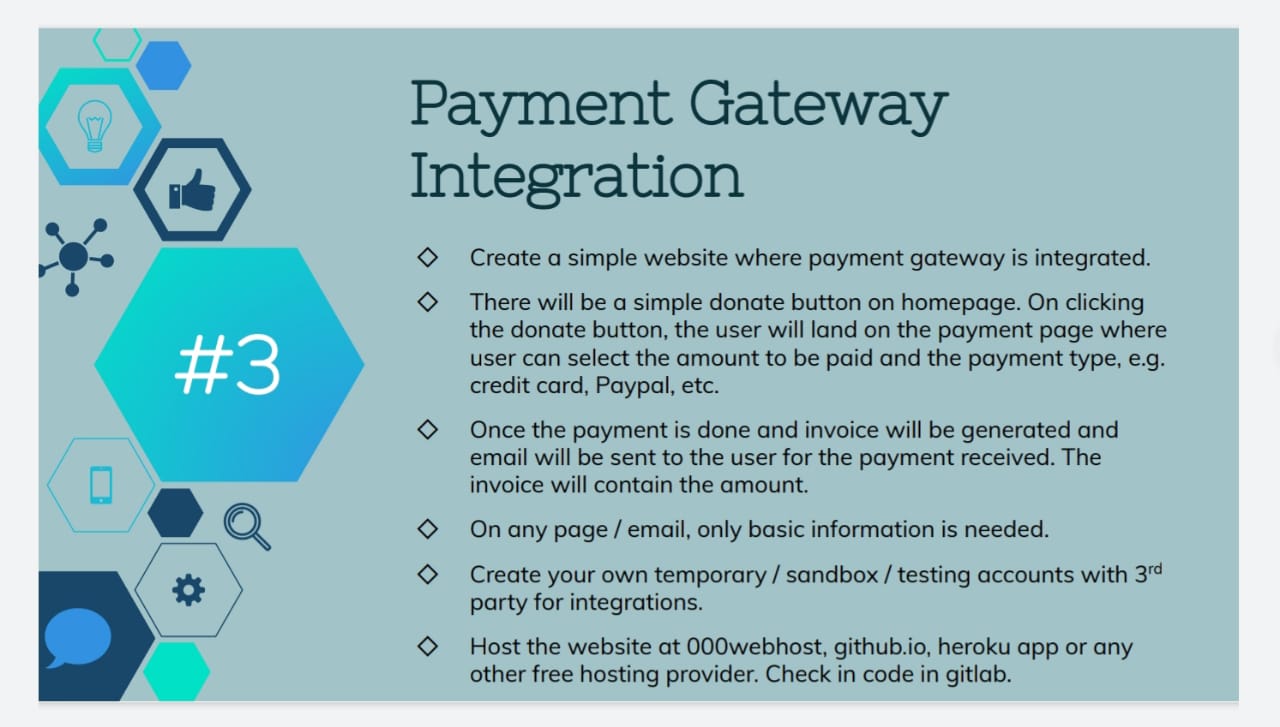 Payment Gateway
Integration
#3
◇ Create a simple website where payment gateway is integrated.
◇ There will be a simple donate button on homepage. On clicking
the donate button, the user will land on the payment page where
user can select the amount to be paid and the payment type, e.g.
credit card, Paypal, etc.
◇ Once the payment is done and invoice will be generated and
email will be sent to the user for the payment received. The
invoice will contain the amount.
◇ On any page / email, only basic information is needed.
◇ Create your own temporary / sandbox / testing accounts with 3rd
party for integrations.
◇ Host the website at 000webhost, github.io, heroku app or any
other free hosting provider. Check in code in gitlab.